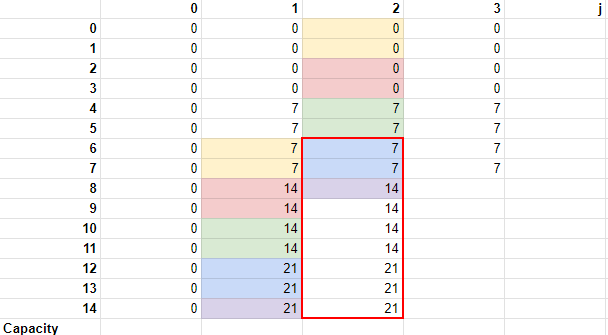 0 1 2 3 j
0 0 0 0 0
1 0 0 0 0
2 0 0 0 0
3 0 0 0 0
4 0 7 7 7
5 0 7 7 7
6 0 7 7 7
7 0 7 7 7
8 0 14 14
9 0 14 14
10 0 14 14
11 0 14 14
12 0 21 21
13 0 21 21
14 0 21 21
Capacity